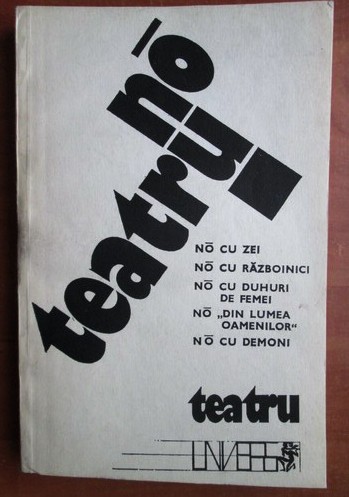 teatru nō
NŌ CU ZEI
NŌ CU RĂZBOINICI
NŌ CU DUHURI
DE FEMEI
NŌ „DIN LUMEA
OAMENILOR“
NŌ CU DEMONI
teatru
UNIVERS